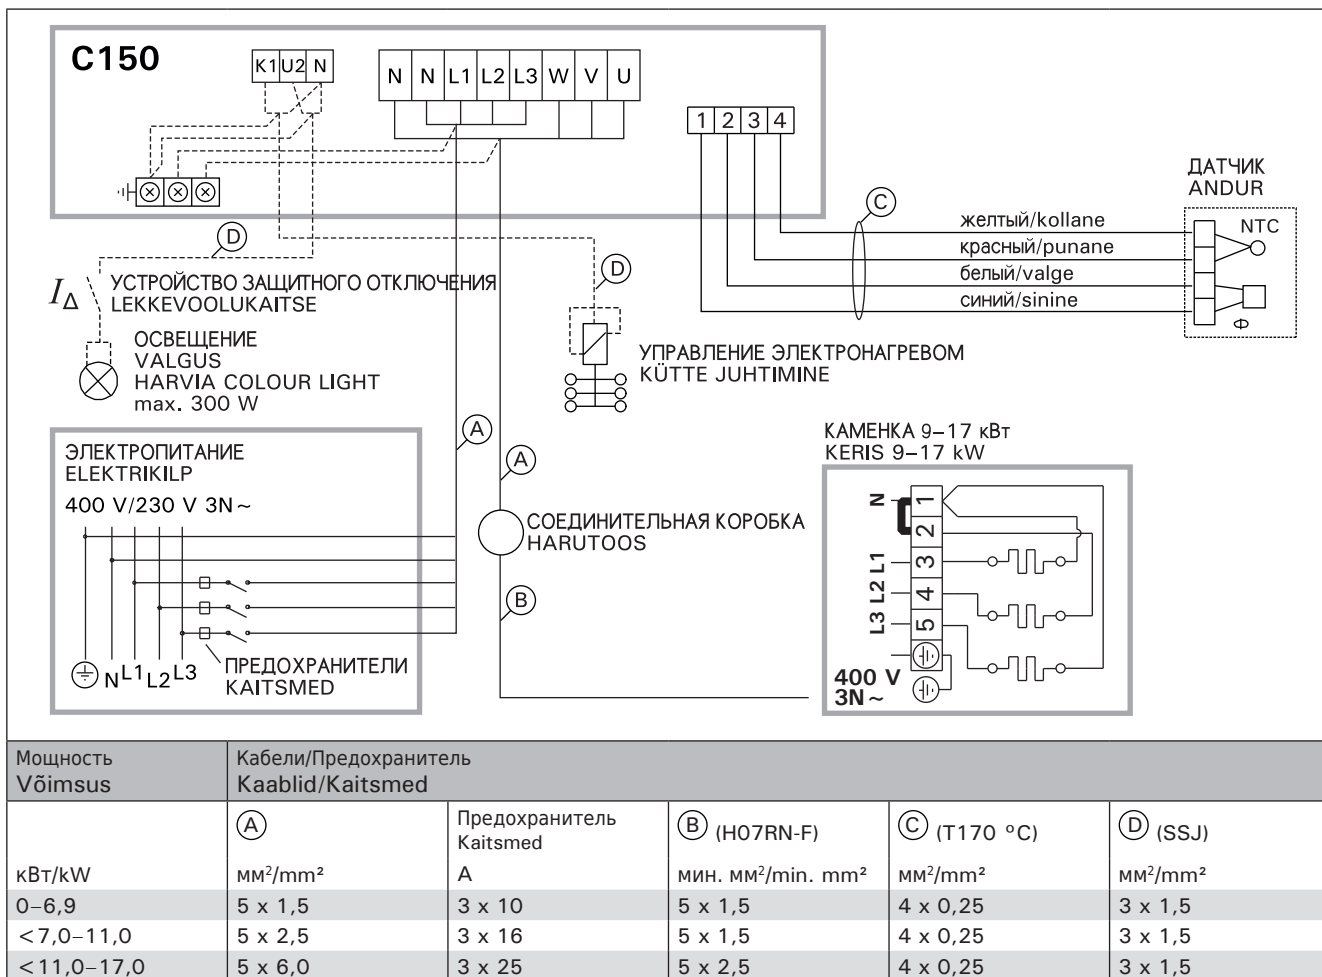 C150
K1 U2 N
N N L1 L2 L3 W V U
1 2 3 4
ДАТЧИК
ANDUR
C
D
желтый/kollane
красный/punane
белый/valge
синий/sinine
NTC
IΔ
УСТРОЙСТВО ЗАЩИТНОГО ОТКЛЮЧЕНИЯ
LEKKEVOOLUKAITSE
D
ОСВЕЩЕНИЕ
VALGUS
HARVIA COLOUR LIGHT
max. 300 W
УПРАВЛЕНИЕ ЭЛЕКТРОНАГРЕВОМ
KÜTTE JUHTIMINE
A
A
ЭЛЕКТРОПИТАНИЕ
ELEKTRIKILP
400 V/230 V 3N~
СОЕДИНИТЕЛЬНАЯ КОРОБКА
HARUTOOS
B
N L1 L2 L3
ПРЕДОХРАНИТЕЛИ
KAITSMED
КАМЕНКА 9–17 кВт
KERIS 9–17 kW
N 1
2
L1 3
L2 4
L3 5
400 V
3N~
Мощность Кабели/Предохранитель
Võimsus Kaablid/Kaitsmed
A Предохранитель B (H07RN-F) C (T170 °C) D (SSJ)
Kaitsmed
кВт/kW мм²/mm² A мин. мм²/min. mm² мм²/mm² мм²/mm²
0–6,9 5 x 1,5 3 x 10 5 x 1,5 4 x 0,25 3 x 1,5
<7,0–11,0 5 x 2,5 3 x 16 5 x 1,5 4 x 0,25 3 x 1,5
<11,0–17,0 5 x 6,0 3 x 25 5 x 2,5 4 x 0,25 3 x 1,5